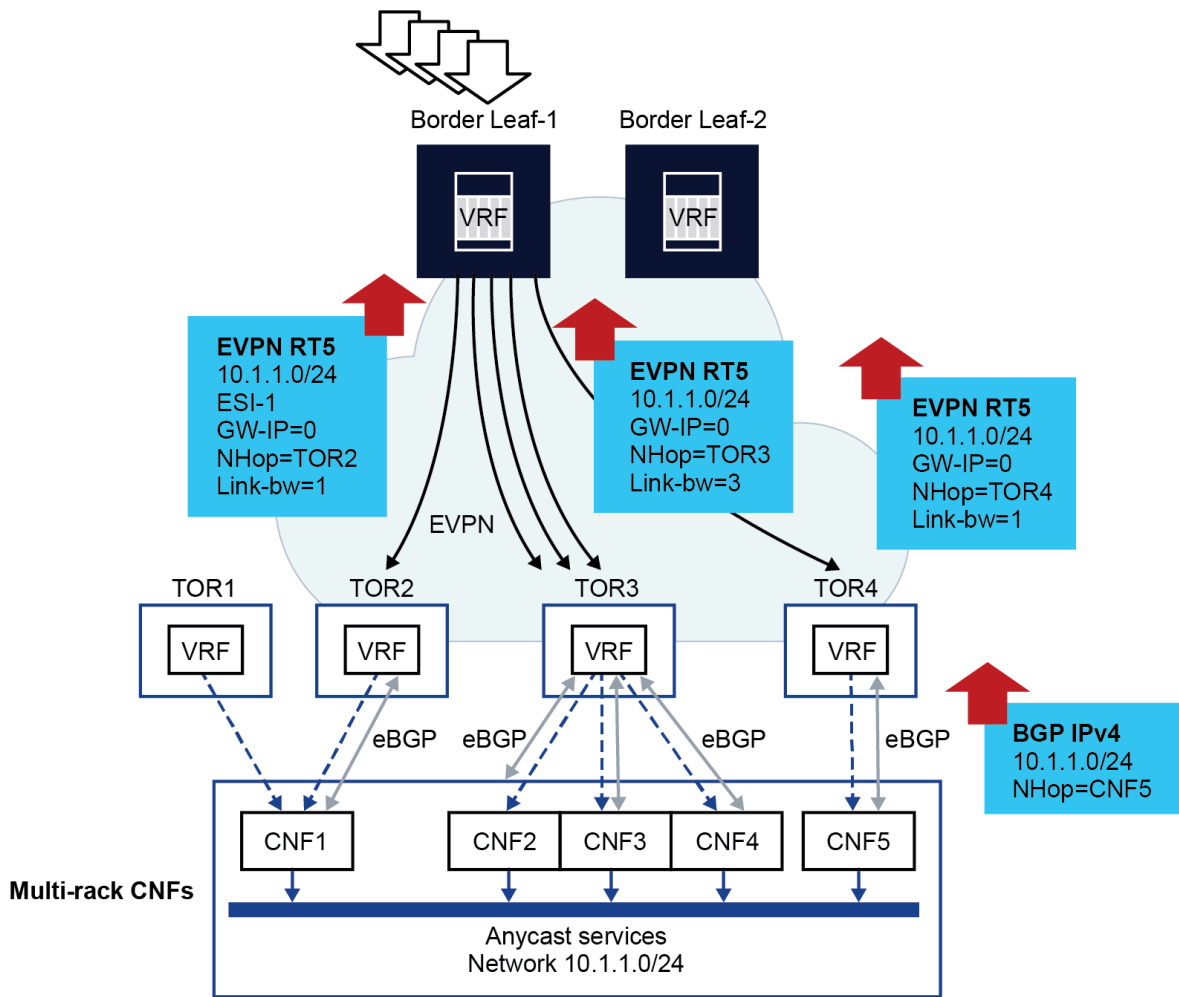 Border Leaf-1
Border Leaf-2
VRF
VRF
EVPN RT5
10.1.1.0/24
ESI-1
GW-IP=0
NHop=TOR2
Link-bw=1
EVPN RT5
10.1.1.0/24
GW-IP=0
NHop=TOR3
Link-bw=3
EVPN RT5
10.1.1.0/24
GW-IP=0
NHop=TOR4
Link-bw=1
EVPN
TOR1
TOR2
TOR3
TOR4
VRF
VRF
VRF
VRF
eBGP
eBGP
eBGP
eBGP
BGP IPv4
10.1.1.0/24
NHop=CNF5
CNF1
CNF2
CNF3
CNF4
CNF5
Multi-rack CNFs
Anycast services
Network 10.1.1.0/24